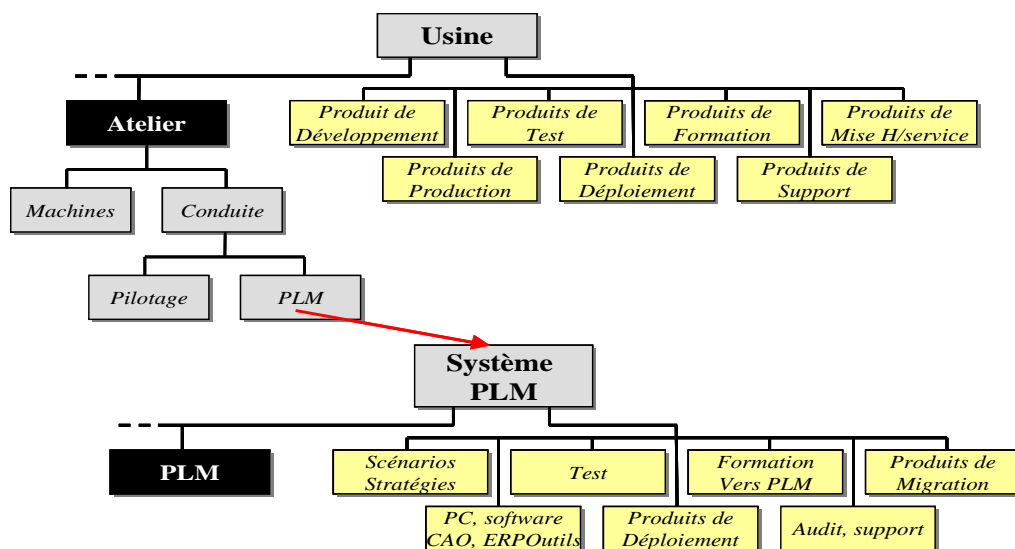 Usine
Atelier
Produit de
Développement
Produits de
Test
Produits de
Formation
Produits de
Mise H/service
Produits de
Production
Produits de
Déploiement
Produits de
Support
Machines
Conduite
Pilotage
PLM
Système
PLM
PLM
Scénarios
Stratégies
Test
Formation
Vers PLM
Produits de
Migration
PC, software
CAO, ERPOutils
Produits de
Déploiement
Audit, support